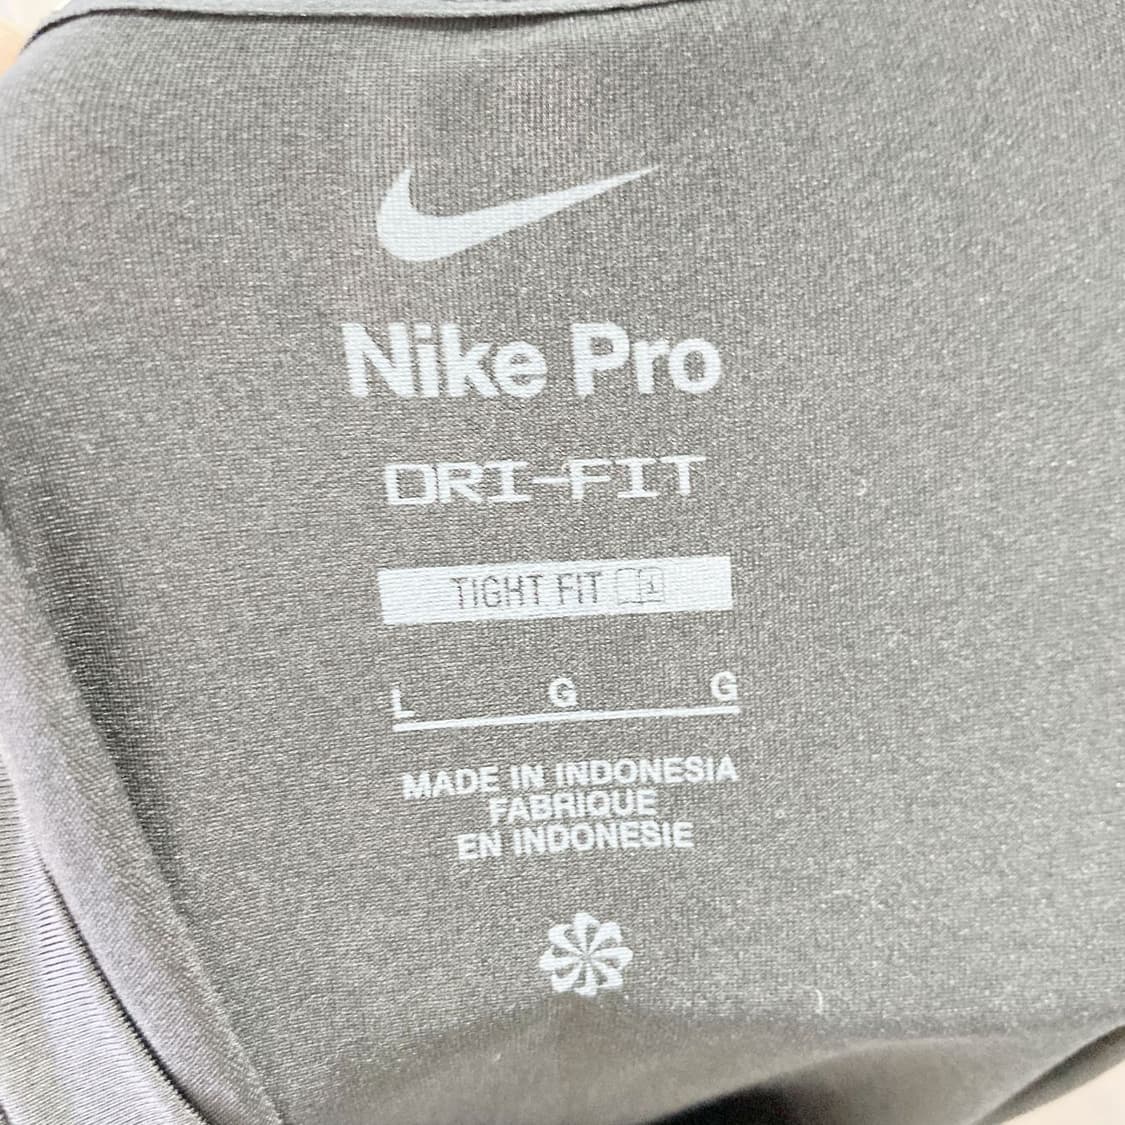 Nike Pro
DRI-FIT
TIGHT FIT
L G G
MADE IN INDONESIA
FABRIQUE
EN INDONESIE